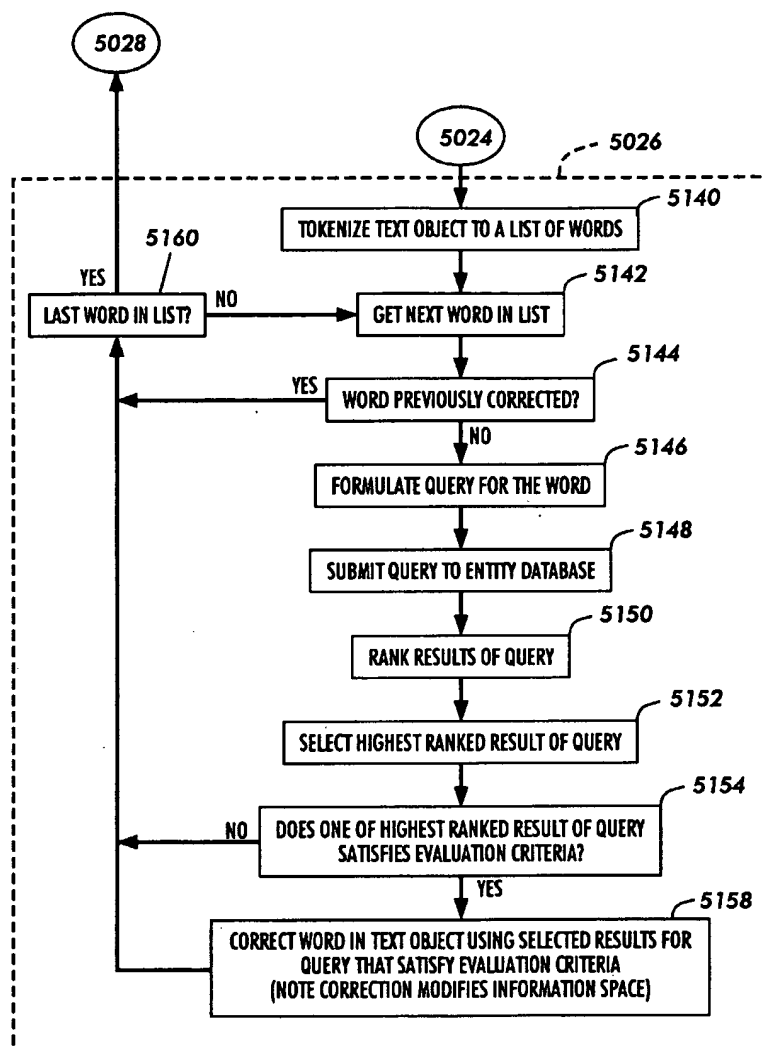 5028
5024
5026
5140
TOKENIZE TEXT OBJECT TO A LIST OF WORDS
5160
5142
YES
NO
LAST WORD IN LIST?
GET NEXT WORD IN LIST
5144
YES
WORD PREVIOUSLY CORRECTED?
NO
5146
FORMULATE QUERY FOR THE WORD
5148
SUBMIT QUERY TO ENTITY DATABASE
5150
RANK RESULTS OF QUERY
5152
SELECT HIGHEST RANKED RESULT OF QUERY
5154
NO
DOES ONE OF HIGHEST RANKED RESULT OF QUERY
SATISFIES EVALUATION CRITERIA?
YES
5158
CORRECT WORD IN TEXT OBJECT USING SELECTED RESULTS FOR
QUERY THAT SATISFY EVALUATION CRITERIA
(NOTE CORRECTION MODIFIES INFORMATION SPACE)